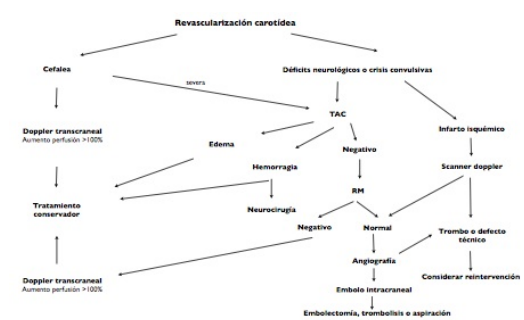 Revascularización carotídea
Cefalea
Déficits neurológicos o crisis convulsivas
severa
TAC
Doppler transcraneal
Aumento perfusión >100%
Infarto isquémico
Edema
Negativo
Hemorragia
Scanner doppler
RM
Tratamiento
conservador
Neurocirugía
Negativo
Normal
Trombo o defecto
técnico
Angiografía
Considerar reintervención
Doppler transcraneal
Aumento perfusión >100%
Embolo intracraneal
Embolectomía, trombolisis o aspiración